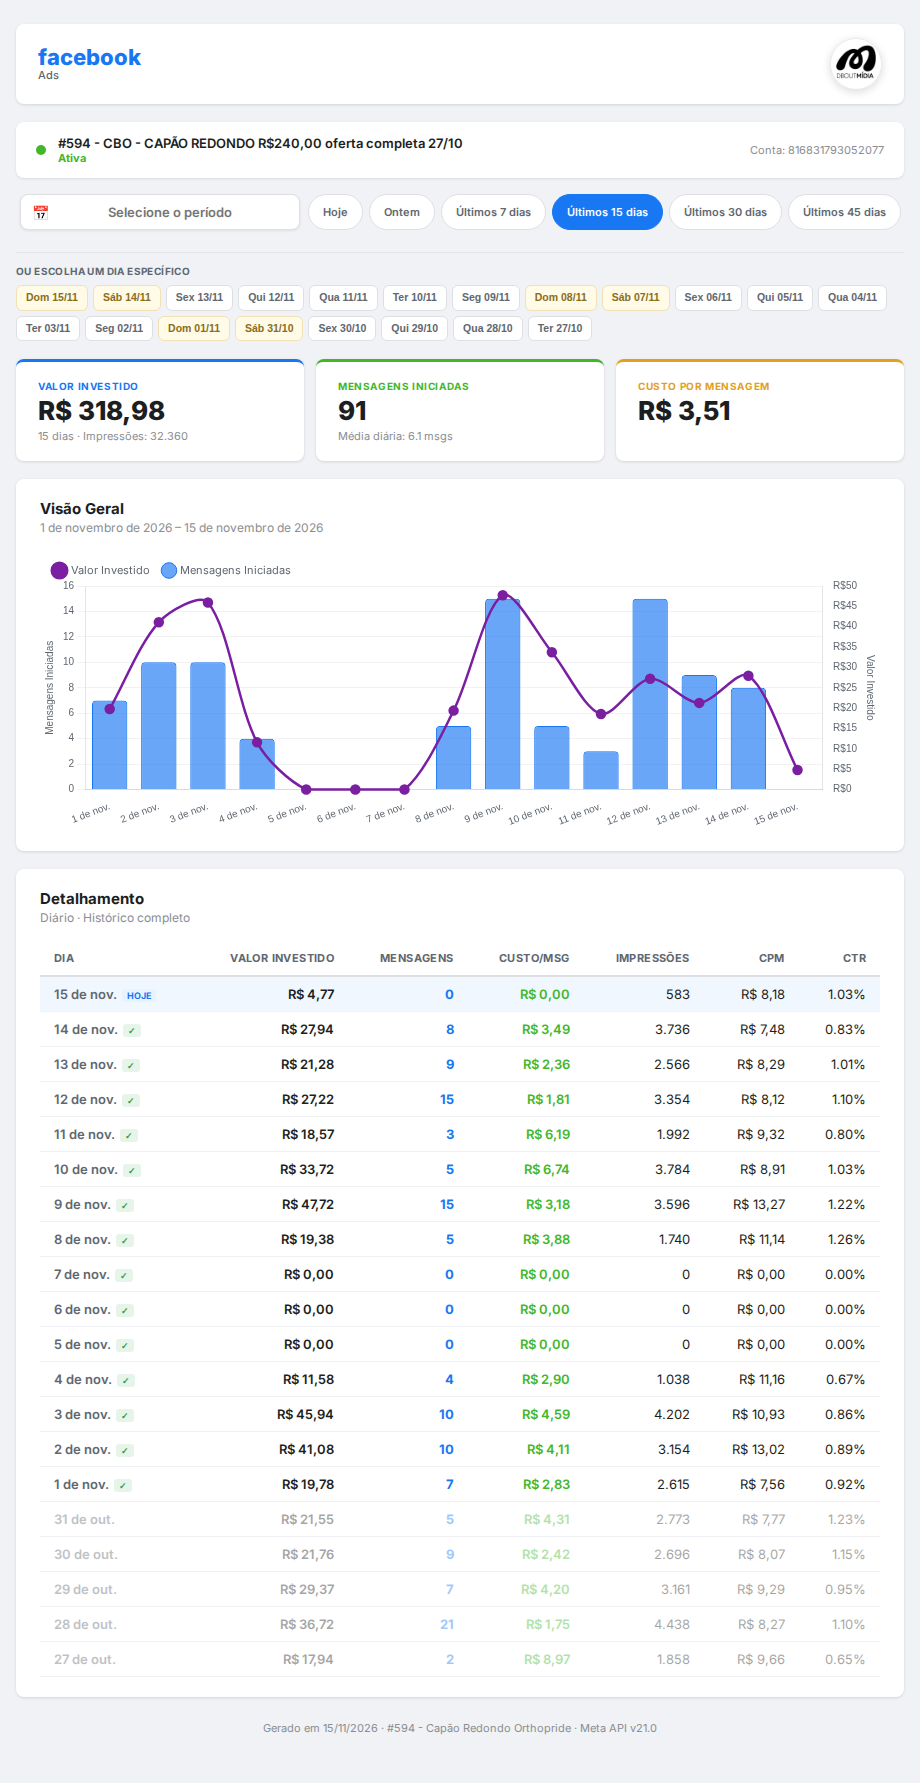 facebook
Ads
DBOUTMÍDIA
#594 - CBO - CAPÃO REDONDO R$240,00 oferta completa 27/10
Ativa
Conta: 816831793052077
Selecione o período
Hoje
Ontem
Últimos 7 dias
Últimos 15 dias
Últimos 30 dias
Últimos 45 dias
OU ESCOLHA UM DIA ESPECÍFICO
Dom 15/11 Sáb 14/11 Sex 13/11 Qui 12/11 Qua 11/11 Ter 10/11 Seg 09/11 Dom 08/11 Sáb 07/11 Sex 06/11 Qui 05/11 Qua 04/11
Ter 03/11 Seg 02/11 Dom 01/11 Sáb 31/10 Sex 30/10 Qui 29/10 Qua 28/10 Ter 27/10
VALOR INVESTIDO
R$ 318,98
15 dias · Impressões: 32.360
MENSAGENS INICIADAS
91
Média diária: 6.1 msgs
CUSTO POR MENSAGEM
R$ 3,51
Visão Geral
1 de novembro de 2026 – 15 de novembro de 2026
Valor Investido Mensagens Iniciadas
Mensagens Iniciadas
16
14
12
10
8
6
4
2
0
R$50
R$45
R$40
R$35
R$30
R$25
R$20
R$15
R$10
R$5
R$0
Valor Investido
1 de nov. 2 de nov. 3 de nov. 4 de nov. 5 de nov. 6 de nov. 7 de nov. 8 de nov. 9 de nov. 10 de nov. 11 de nov. 12 de nov. 13 de nov. 14 de nov. 15 de nov.
Detalhamento
Diário · Histórico completo
DIA VALOR INVESTIDO MENSAGENS CUSTO/MSG IMPRESSÕES CPM CTR
15 de nov. HOJE R$ 4,77 0 R$ 0,00 583 R$ 8,18 1.03%
14 de nov. ✓ R$ 27,94 8 R$ 3,49 3.736 R$ 7,48 0.83%
13 de nov. ✓ R$ 21,28 9 R$ 2,36 2.566 R$ 8,29 1.01%
12 de nov. ✓ R$ 27,22 15 R$ 1,81 3.354 R$ 8,12 1.10%
11 de nov. ✓ R$ 18,57 3 R$ 6,19 1.992 R$ 9,32 0.80%
10 de nov. ✓ R$ 33,72 5 R$ 6,74 3.784 R$ 8,91 1.03%
9 de nov. ✓ R$ 47,72 15 R$ 3,18 3.596 R$ 13,27 1.22%
8 de nov. ✓ R$ 19,38 5 R$ 3,88 1.740 R$ 11,14 1.26%
7 de nov. ✓ R$ 0,00 0 R$ 0,00 0 R$ 0,00 0.00%
6 de nov. ✓ R$ 0,00 0 R$ 0,00 0 R$ 0,00 0.00%
5 de nov. ✓ R$ 0,00 0 R$ 0,00 0 R$ 0,00 0.00%
4 de nov. ✓ R$ 11,58 4 R$ 2,90 1.038 R$ 11,16 0.67%
3 de nov. ✓ R$ 45,94 10 R$ 4,59 4.202 R$ 10,93 0.86%
2 de nov. ✓ R$ 41,08 10 R$ 4,11 3.154 R$ 13,02 0.89%
1 de nov. ✓ R$ 19,78 7 R$ 2,83 2.615 R$ 7,56 0.92%
31 de out. R$ 21,55 5 R$ 4,31 2.773 R$ 7,77 1.23%
30 de out. R$ 21,76 9 R$ 2,42 2.696 R$ 8,07 1.15%
29 de out. R$ 29,37 7 R$ 4,20 3.161 R$ 9,29 0.95%
28 de out. R$ 36,72 21 R$ 1,75 4.438 R$ 8,27 1.10%
27 de out. R$ 17,94 2 R$ 8,97 1.858 R$ 9,66 0.65%
Gerado em 15/11/2026 · #594 - Capão Redondo Orthopride · Meta API v21.0